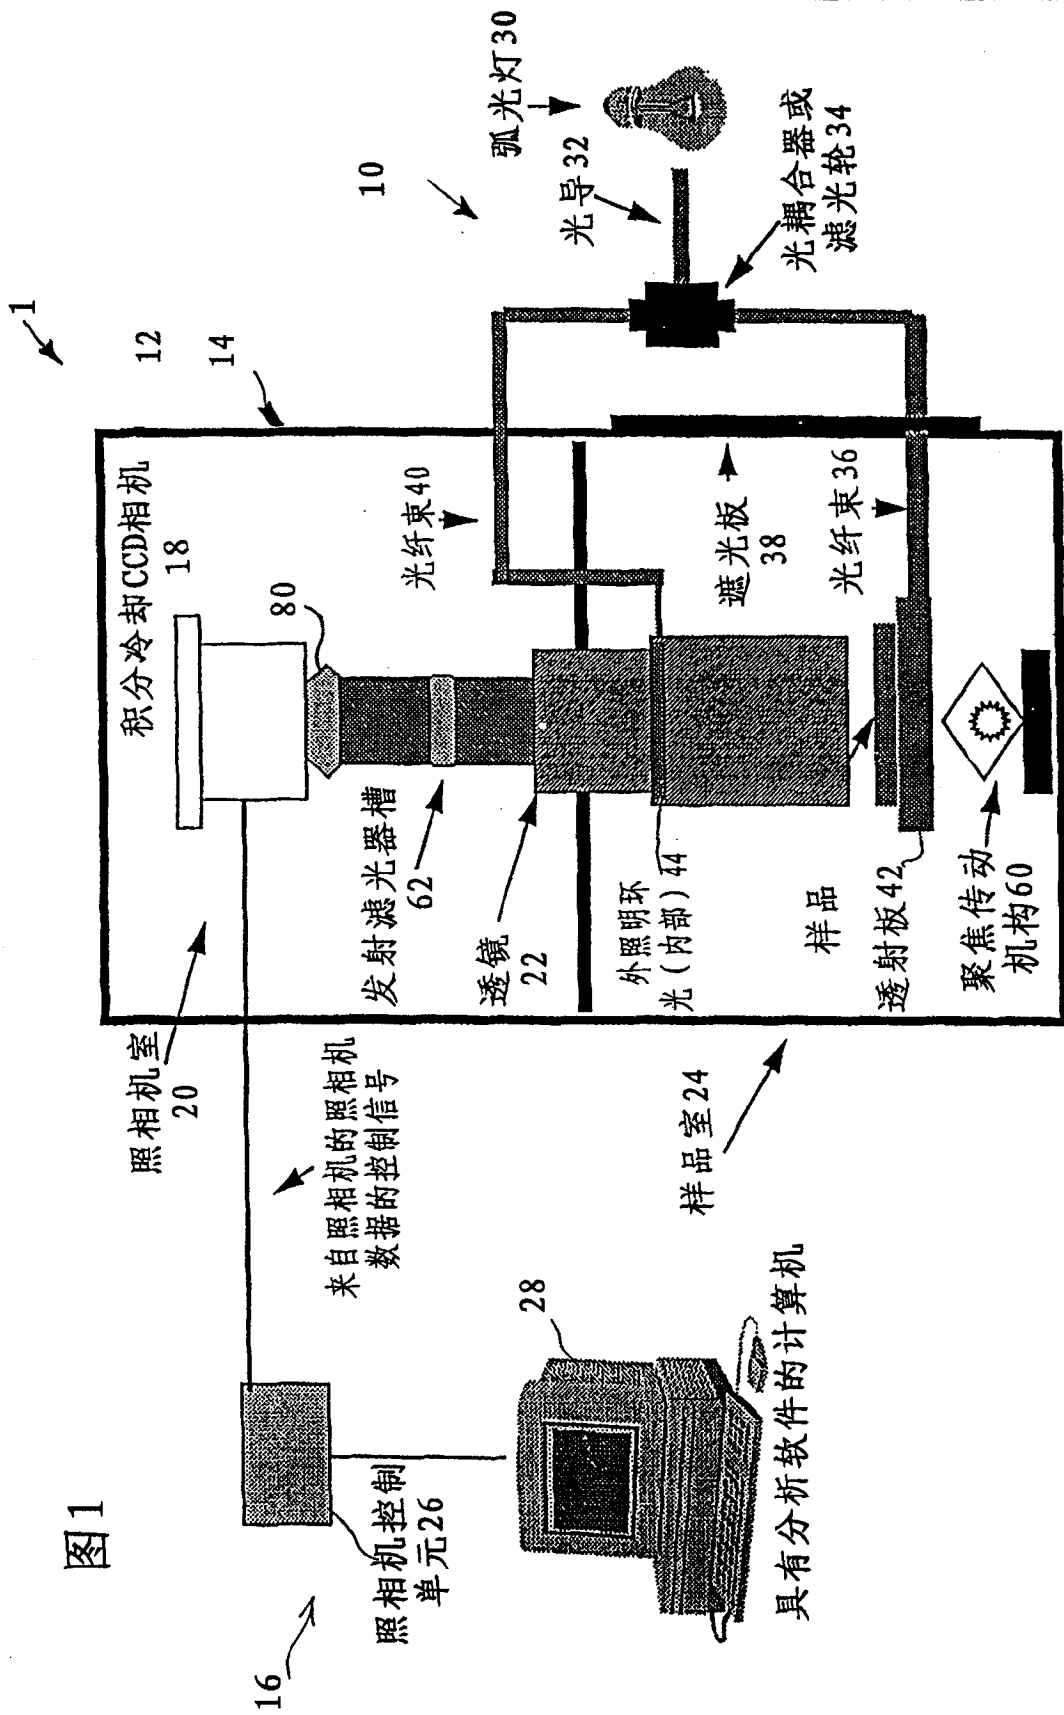 图1
1
12
14
10
16
积分冷却CCD相机
18
80
照相机室
20
来自照相机的照相机
数据的控制信号
照相机控制
单元26
28
具有分析软件的计算机
发射滤光器槽
62
透镜
22
外照明环
光(内部)44
样品
透射板42
聚焦传动
机构60
样品室24
光纤束40
遮光板
38
光纤束36
弧光灯30
光导32
光耦合器或
滤光轮34